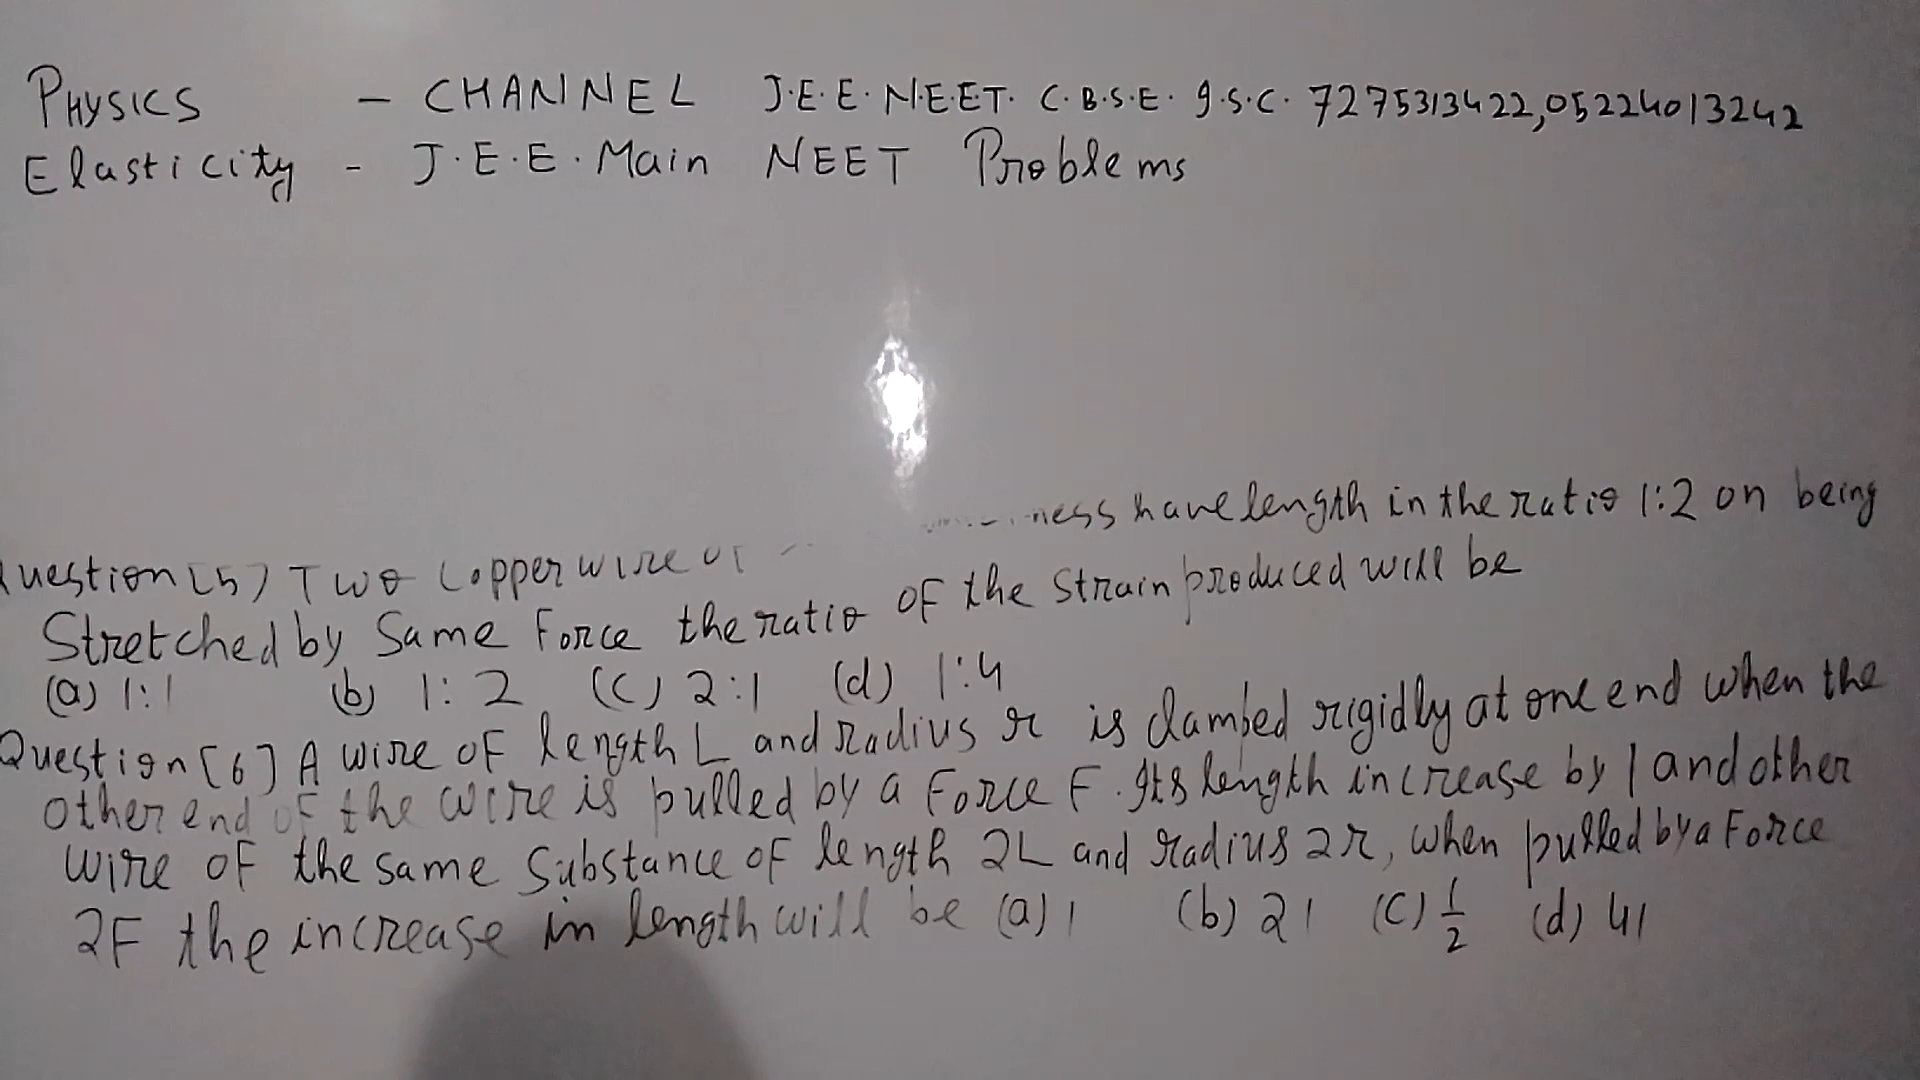 PHYSICS - CHANNEL J.E.E. N.E.E.T. C.B.S.E. I.S.C. 7275313422,05224013242
Elasticity - J.E.E. Main NEET Problems
Question [5] Two Copper wire of ness have length in the ratio 1:2 on being
Stretched by Same Force the ratio of the Strain produced will be
(a) 1:1 (b) 1:2 (c) 2:1 (d) 1:4
Question [6] A wire of length L and radius r is clambed rigidly at one end when the
other end of the wire is pulled by a Force F. Its length increase by l and other
wire of the same Substance of length 2L and radius 2r, when pulled by a Force
2F the increase in length will be (a) l (b) 2l (c) l/2 (d) 4l